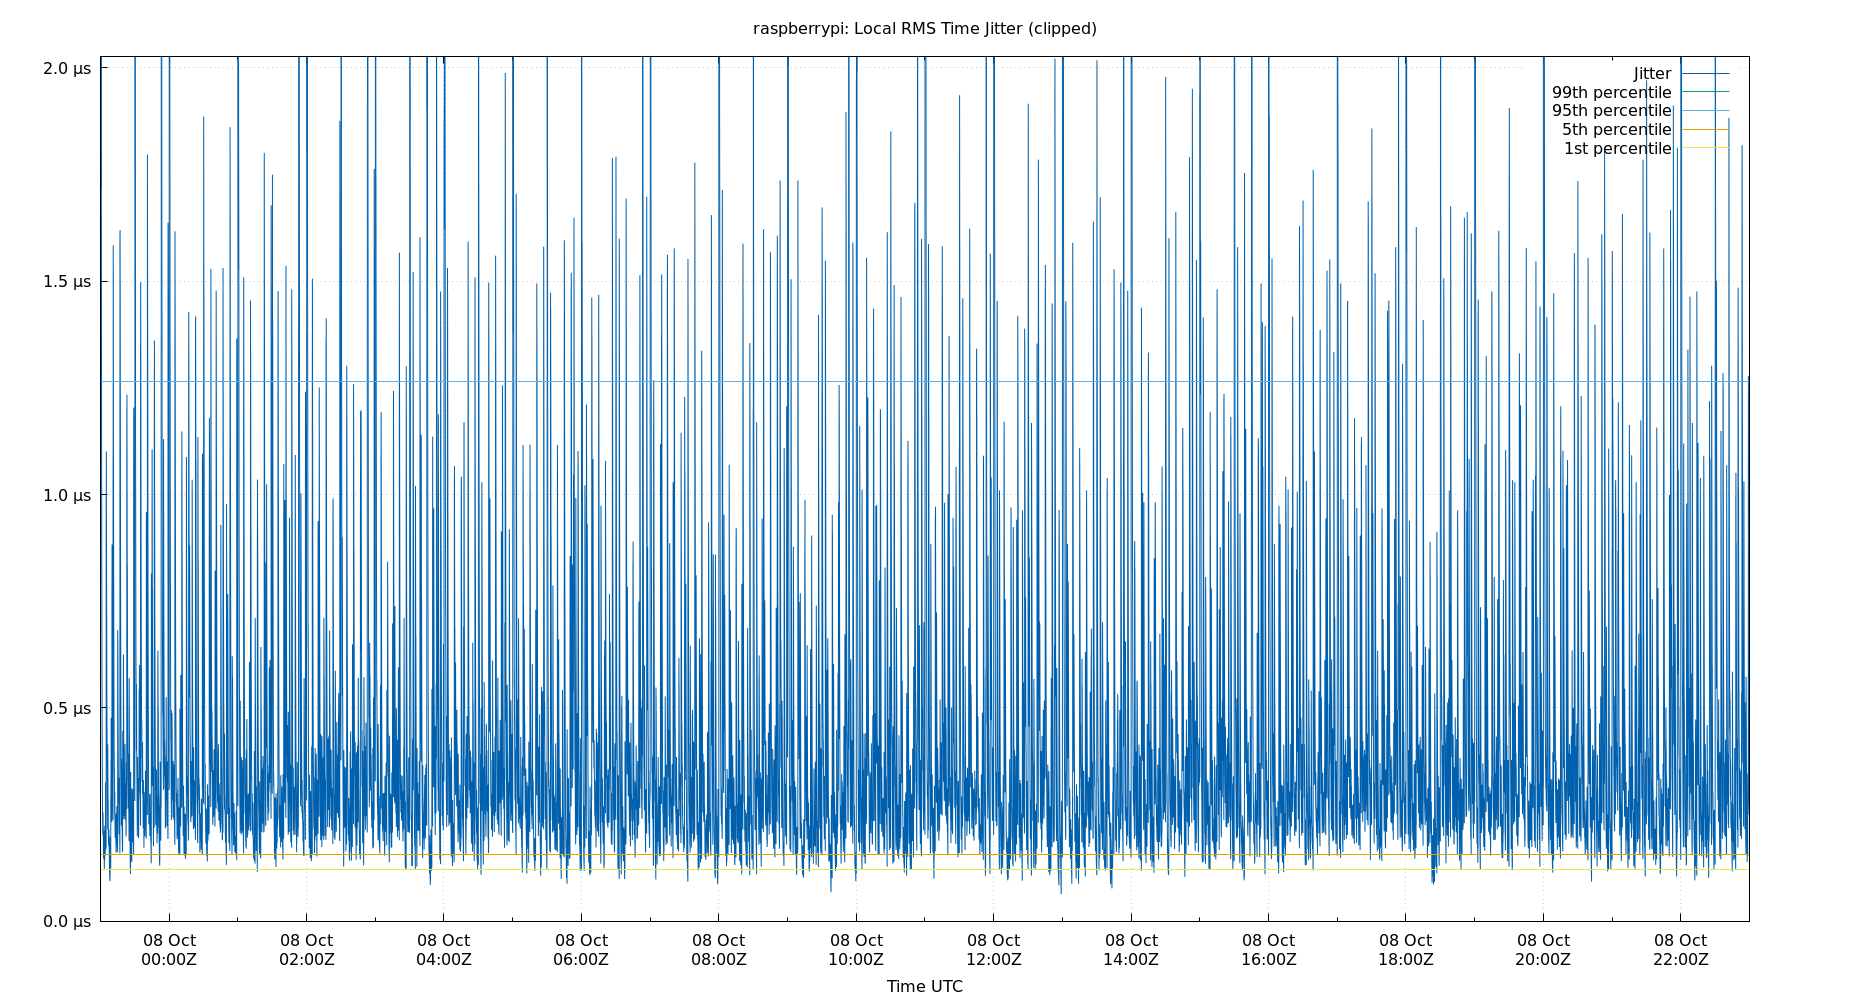 raspberrypi: Local RMS Time Jitter (clipped)
2.0 µs
1.5 µs
1.0 µs
0.5 µs
0.0 µs
Jitter
99th percentile
95th percentile
5th percentile
1st percentile
08 Oct 08 Oct 08 Oct 08 Oct 08 Oct 08 Oct 08 Oct 08 Oct 08 Oct 08 Oct 08 Oct 08 Oct
00:00Z 02:00Z 04:00Z 06:00Z 08:00Z 10:00Z 12:00Z 14:00Z 16:00Z 18:00Z 20:00Z 22:00Z
Time UTC